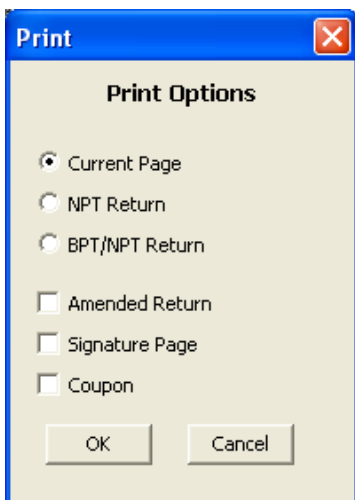 Print
Print Options
Current Page
NPT Return
BPT/NPT Return
Amended Return
Signature Page
Coupon
OK Cancel